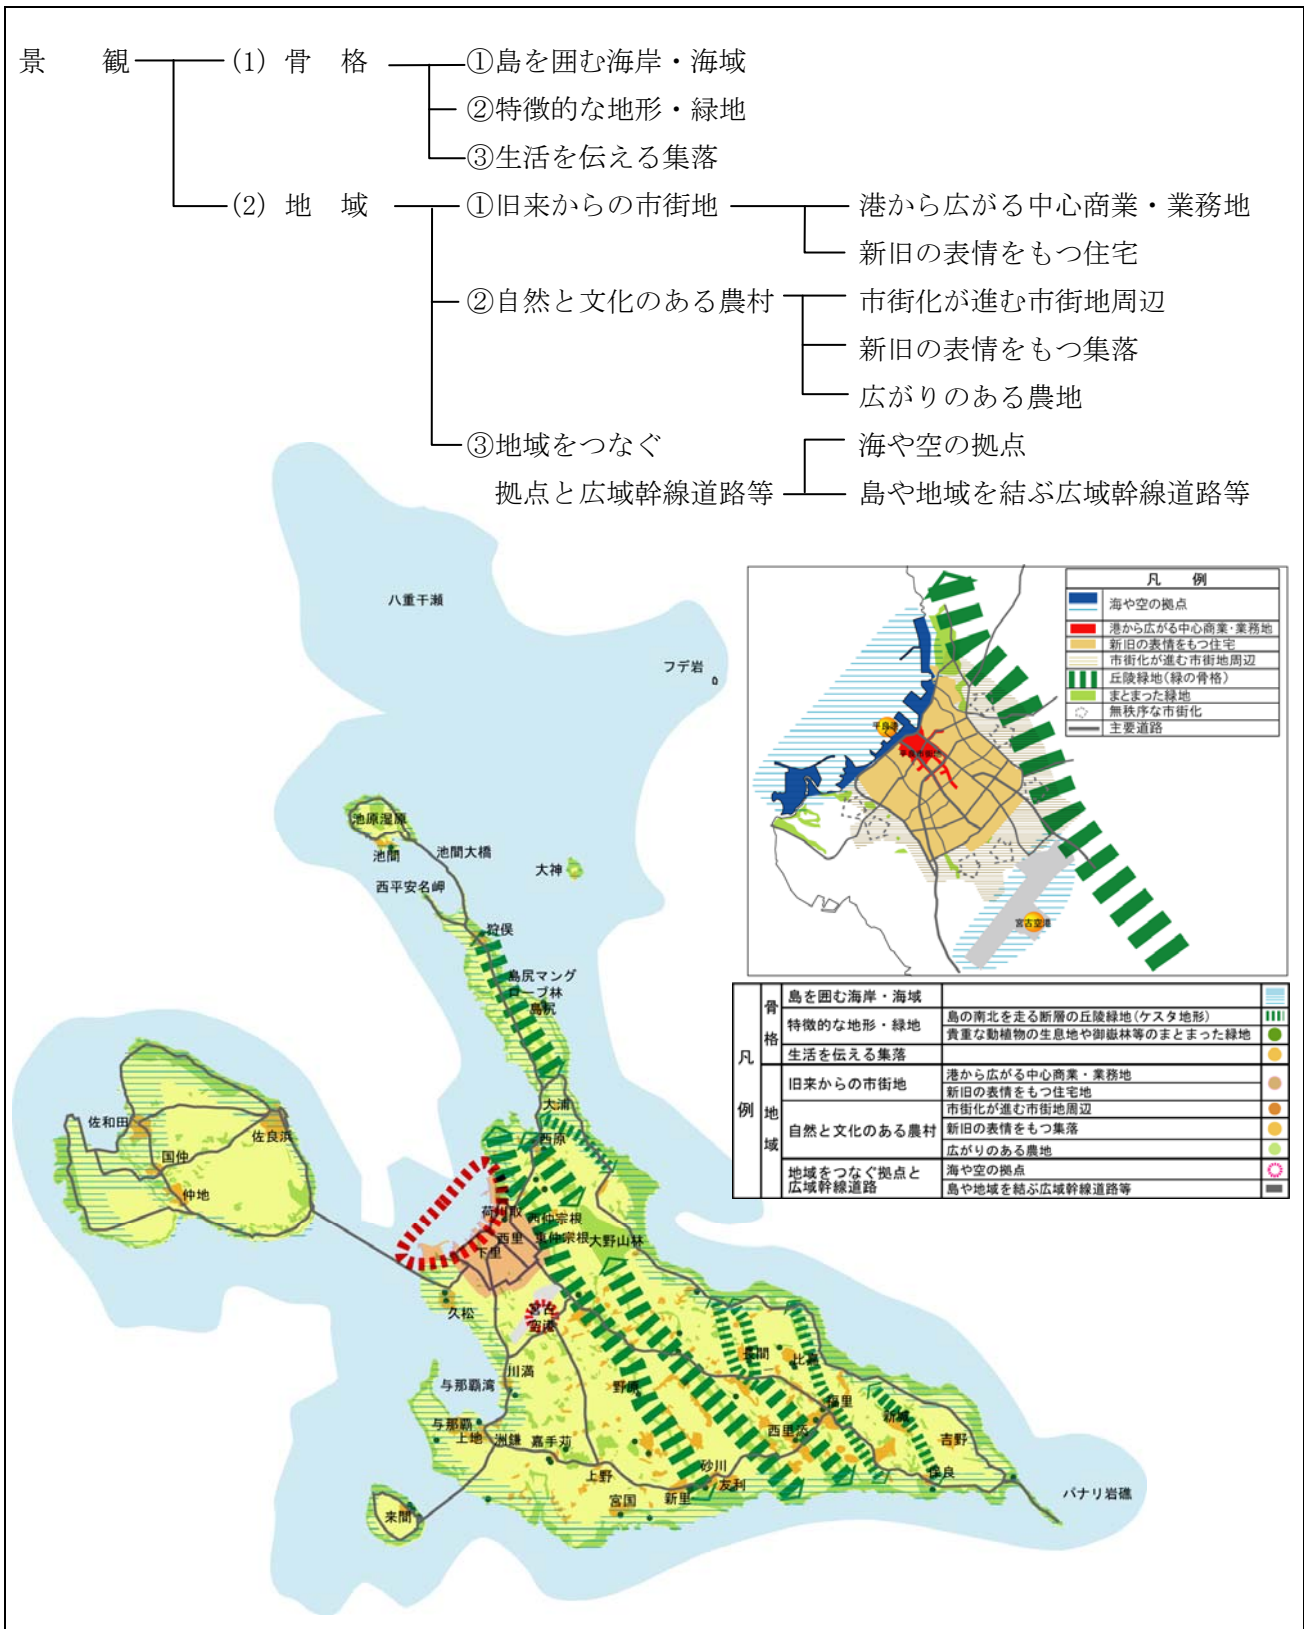 景 観
(1) 骨 格
①島を囲む海岸・海域
②特徴的な地形・緑地
③生活を伝える集落
(2) 地 域
①旧来からの市街地
港から広がる中心商業・業務地
新旧の表情をもつ住宅
②自然と文化のある農村
市街化が進む市街地周辺
新旧の表情をもつ集落
広がりのある農地
③地域をつなぐ
拠点と広域幹線道路等
海や空の拠点
島や地域を結ぶ広域幹線道路等
八重干瀬
フデ岩
池原湿原
池間
池間大橋
大神
西平安名岬
狩俣
島尻マング
ローブ林
島尻
大浦
西原
佐和田
佐良浜
国仲
仲地
荷川取
西仲宗根
西里
東仲宗根
大野山林
下里
久松
宮古
空港
川満
与那覇湾
長間
比嘉
野原
福里
新城
与那覇
上地
洲鎌
嘉手苅
西里添
吉野
砂川
保良
上野
友利
新里
宮国
来間
パナリ岩礁
凡 例
海や空の拠点
港から広がる中心商業・業務地
新旧の表情をもつ住宅
市街化が進む市街地周辺
丘陵緑地(緑の骨格)
まとまった緑地
無秩序な市街化
主要道路
平良港
宮古空港
凡 例
骨 格
島を囲む海岸・海域
特徴的な地形・緑地
島の南北を走る断層の丘陵緑地(ケスタ地形)
貴重な動植物の生息地や御嶽林等のまとまった緑地
生活を伝える集落
地 域
旧来からの市街地
港から広がる中心商業・業務地
新旧の表情をもつ住宅地
自然と文化のある農村
市街化が進む市街地周辺
新旧の表情をもつ集落
広がりのある農地
地域をつなぐ拠点と
広域幹線道路
海や空の拠点
島や地域を結ぶ広域幹線道路等